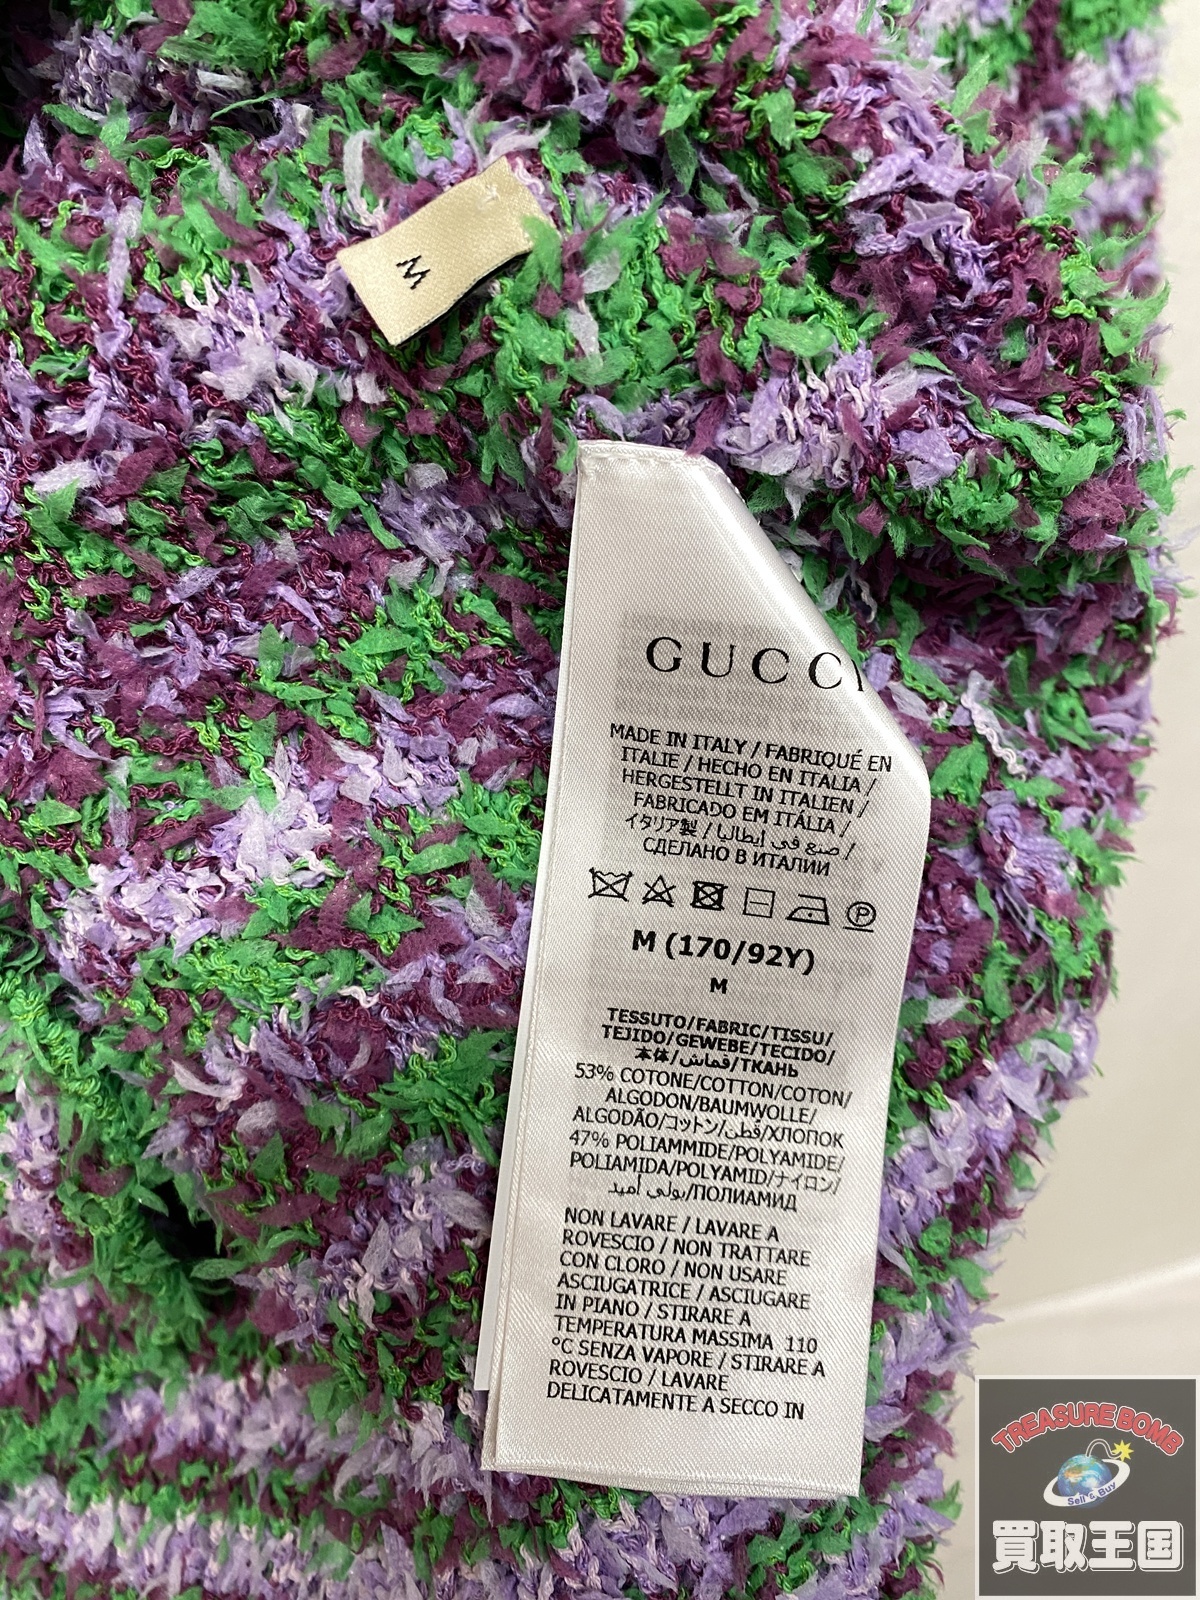 M
GUCCI
MADE IN ITALY / FABRIQUÉ EN
ITALIE / HECHO EN ITALIA /
HERGESTELLT IN ITALIEN /
FABRICADO EM ITÁLIA /
イタリア製 / صنع في إيطاليا /
СДЕЛАНО В ИТАЛИИ
P
M (170/92Y)
M
TESSUTO/FABRIC/TISSU/
TEJIDO/GEWEBE/TECIDO/
本体/قماش/ТКАНЬ
53% COTONE/COTTON/COTON/
ALGODON/BAUMWOLLE/
ALGODÃO/コットン/قطن/ХЛОПОК
47% POLIAMMIDE/POLYAMIDE/
POLIAMIDA/POLYAMID/ナイロン/
بولي أميد/ПОЛИАМИД
NON LAVARE / LAVARE A
ROVESCIO / NON TRATTARE
CON CLORO / NON USARE
ASCIUGATRICE / ASCIUGARE
IN PIANO / STIRARE A
TEMPERATURA MASSIMA 110
°C SENZA VAPORE / STIRARE A
ROVESCIO / LAVARE
DELICATAMENTE A SECCO IN
TREASURE BOMB
Sell & Buy
買取王国